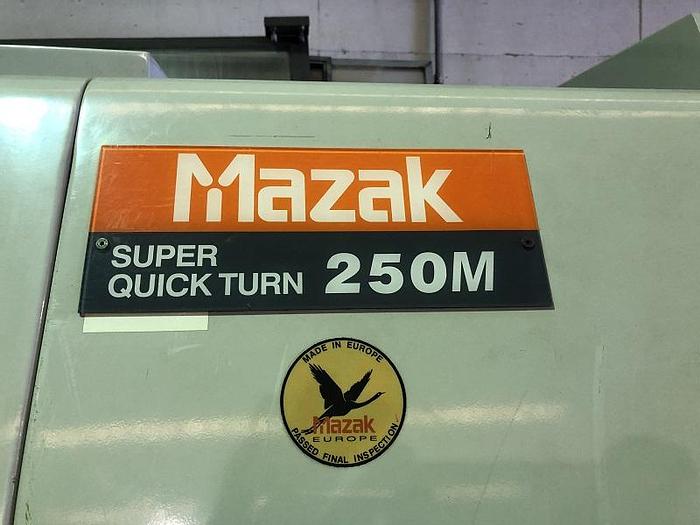 Mazak
SUPER
QUICK TURN 250M
MADE IN EUROPE
Mazak
EUROPE
PASSED FINAL INSPECTION